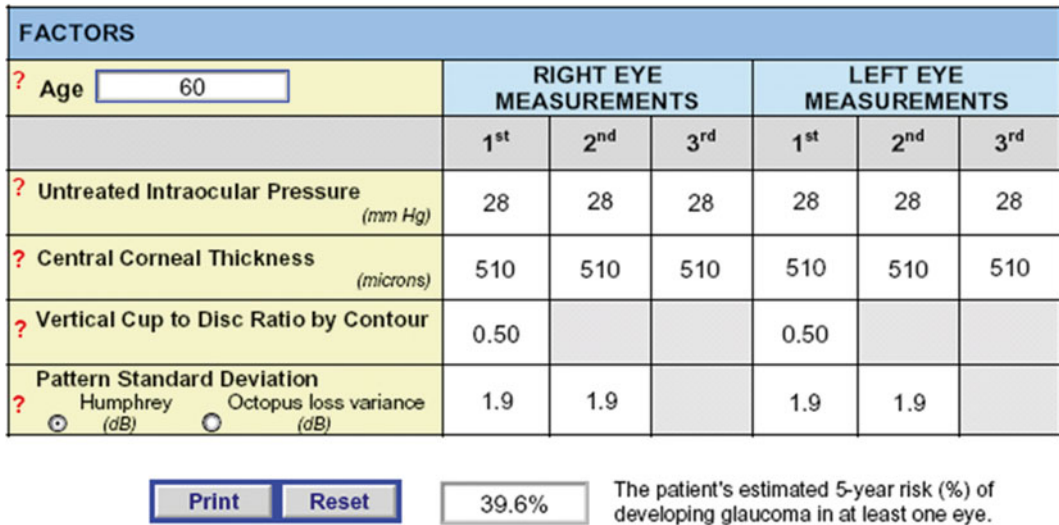 FACTORS
? Age 60
RIGHT EYE MEASUREMENTS LEFT EYE MEASUREMENTS
1st 2nd 3rd 1st 2nd 3rd
? Untreated Intraocular Pressure (mm Hg) 28 28 28 28 28 28
? Central Corneal Thickness (microns) 510 510 510 510 510 510
? Vertical Cup to Disc Ratio by Contour 0.50 0.50
Pattern Standard Deviation
? Humphrey (dB) Octopus loss variance (dB) 1.9 1.9 1.9 1.9
Print Reset 39.6% The patient's estimated 5-year risk (%) of
developing glaucoma in at least one eye.